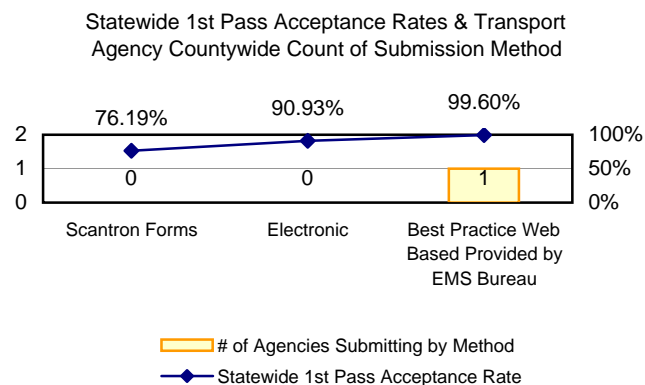 Statewide 1st Pass Acceptance Rates & Transport
Agency Countywide Count of Submission Method
76.19%
90.93%
99.60%
2
1
0
0
0
1
100%
50%
0%
Scantron Forms
Electronic
Best Practice Web
Based Provided by
EMS Bureau
# of Agencies Submitting by Method
Statewide 1st Pass Acceptance Rate